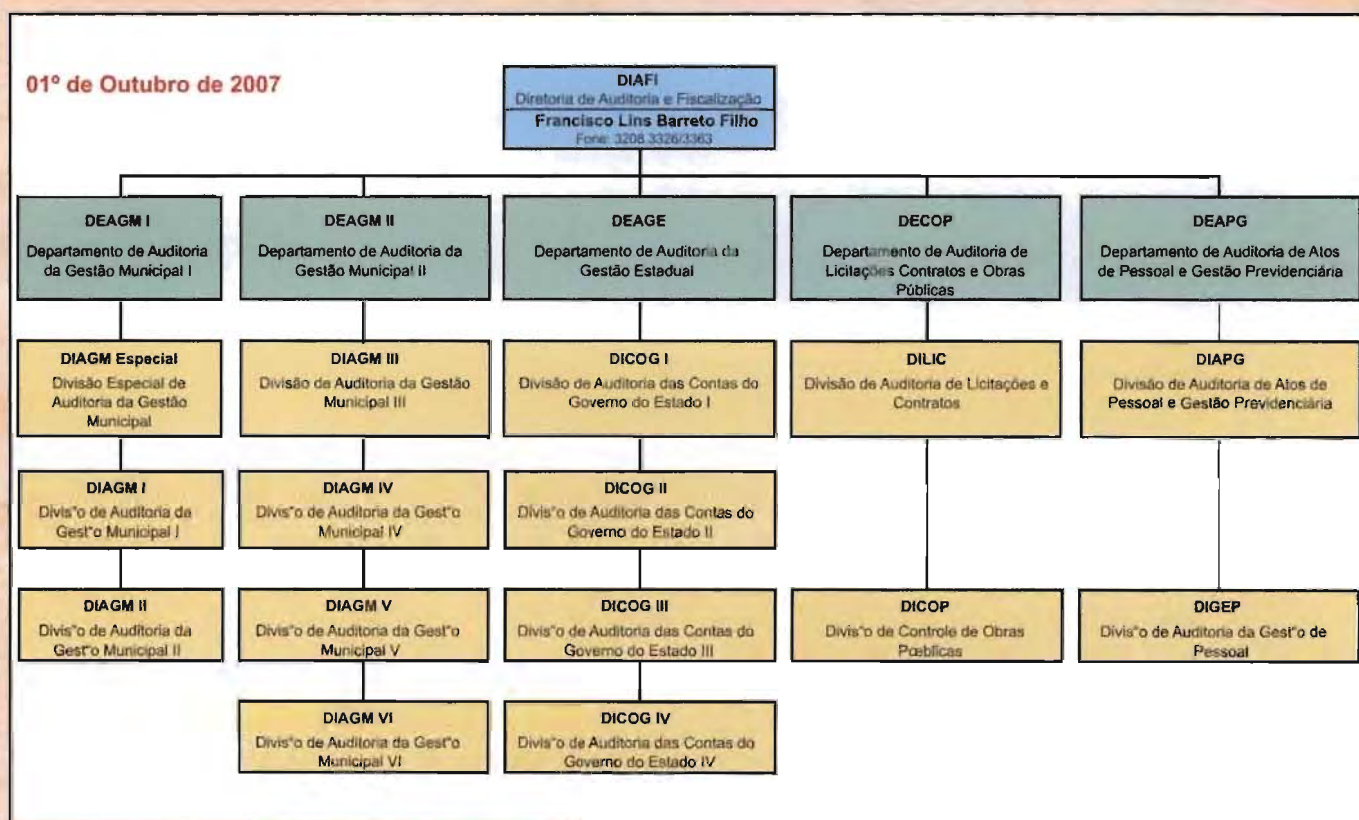 01º de Outubro de 2007
DIAFI
Diretoria de Auditoria e Fiscalização
Francisco Lins Barreto Filho
Fone: 3208.3326/3363
DEAGM I
Departamento de Auditoria
da Gestão Municipal I
DEAGM II
Departamento de Auditoria da
Gestão Municipal II
DEAGE
Departamento de Auditoria da
Gestão Estadual
DECOP
Departamento de Auditoria de
Licitações Contratos e Obras
Públicas
DEAPG
Departamento de Auditoria de Atos
de Pessoal e Gestão Previdenciária
DIAGM Especial
Divisão Especial de
Auditoria da Gestão
Municipal
DIAGM III
Divisão de Auditoria da Gestão
Municipal III
DICOG I
Divisão de Auditoria das Contas do
Governo do Estado I
DILIC
Divisão de Auditoria de Licitações e
Contratos
DIAPG
Divisão de Auditoria de Atos de
Pessoal e Gestão Previdenciária
DIAGM I
Divis"o de Auditoria da
Gest"o Municipal I
DIAGM IV
Divis"o de Auditoria da Gest"o
Municipal IV
DICOG II
Divis"o de Auditoria das Contas do
Governo do Estado II
DIAGM II
Divis"o de Auditoria da
Gest"o Municipal II
DIAGM V
Divis"o de Auditoria da Gest"o
Municipal V
DICOG III
Divis"o de Auditoria das Contas do
Governo do Estado III
DICOP
Divis"o de Controle de Obras
Pœblicas
DIGEP
Divis"o de Auditoria da Gest"o de
Pessoal
DIAGM VI
Divis"o de Auditoria da Gest"o
Municipal VI
DICOG IV
Divis"o de Auditoria das Contas do
Governo do Estado IV